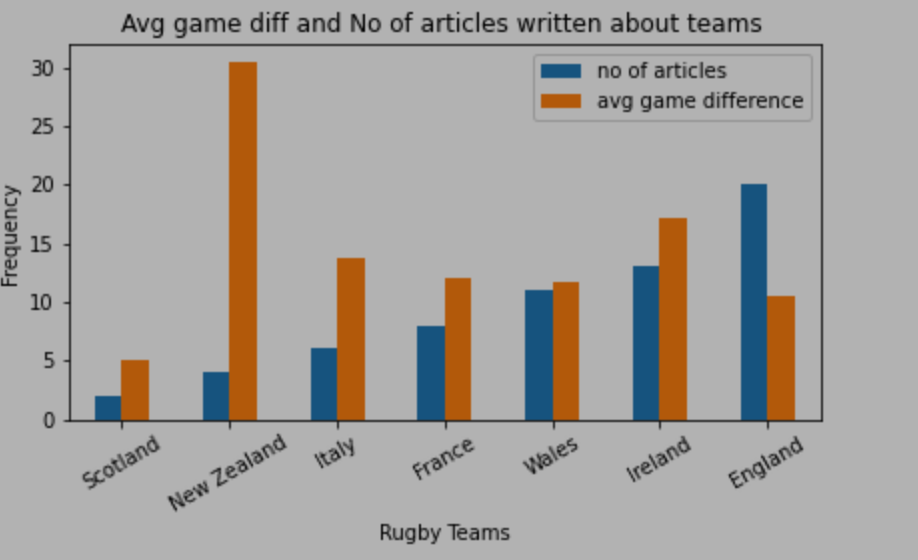 Avg game diff and No of articles written about teams
no of articles
avg game difference
Frequency
30
25
20
15
10
5
0
Scotland
New Zealand
Italy
France
Wales
Ireland
England
Rugby Teams